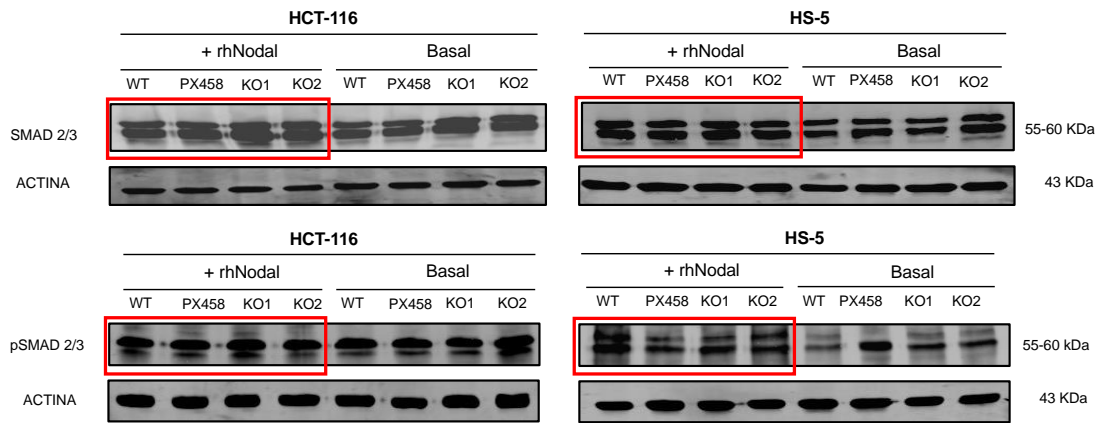 HCT-116
HS-5
+ rhNodal
Basal
+ rhNodal
Basal
WT PX458 KO1 KO2 WT PX458 KO1 KO2
WT PX458 KO1 KO2 WT PX458 KO1 KO2
SMAD 2/3
55-60 KDa
ACTINA
43 KDa
HCT-116
HS-5
+ rhNodal
Basal
+ rhNodal
Basal
WT PX458 KO1 KO2 WT PX458 KO1 KO2
WT PX458 KO1 KO2 WT PX458 KO1 KO2
pSMAD 2/3
55-60 kDa
ACTINA
43 KDa